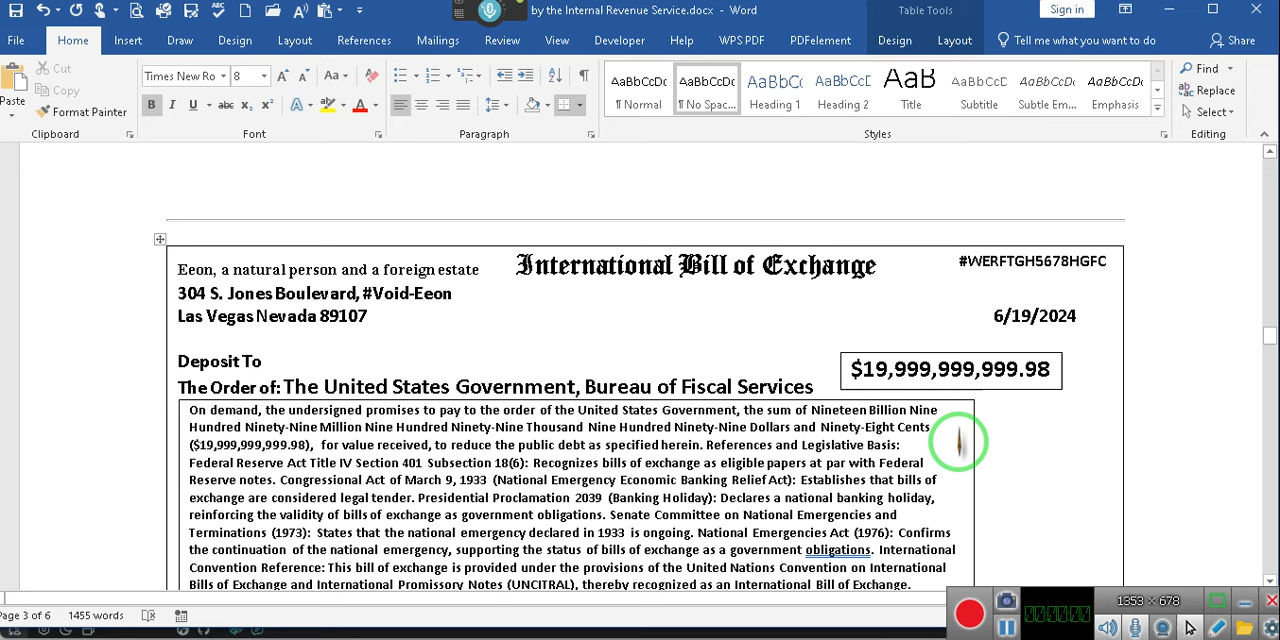 by the Internal Revenue Service.docx - Word
Table Tools
Sign in
File Home Insert Draw Design Layout References Mailings Review View Developer Help WPS PDF PDFelement Design Layout Tell me what you want to do Share
Paste
Cut
Copy
Format Painter
Clipboard
Times New Ro 8 Aa
B I U abc x₂ x² A A
Font
Paragraph
AaBbCcDc AaBbCcDc AaBbCc AaBbCcC AaB AaBbCcD AaBbCcDc AaBbCcDc
¶ Normal ¶ No Spac... Heading 1 Heading 2 Title Subtitle Subtle Em... Emphasis
Styles
Find
Replace
Select
Editing
Eeon, a natural person and a foreign estate
International Bill of Exchange
#WERFTGH5678HGFC
304 S. Jones Boulevard, #Void-Eeon
Las Vegas Nevada 89107
6/19/2024
Deposit To
The Order of: The United States Government, Bureau of Fiscal Services
$19,999,999,999.98
On demand, the undersigned promises to pay to the order of the United States Government, the sum of Nineteen Billion Nine
Hundred Ninety-Nine Million Nine Hundred Ninety-Nine Thousand Nine Hundred Ninety-Nine Dollars and Ninety-Eight Cents
($19,999,999,999.98), for value received, to reduce the public debt as specified herein. References and Legislative Basis:
Federal Reserve Act Title IV Section 401 Subsection 18(6): Recognizes bills of exchange as eligible papers at par with Federal
Reserve notes. Congressional Act of March 9, 1933 (National Emergency Economic Banking Relief Act): Establishes that bills of
exchange are considered legal tender. Presidential Proclamation 2039 (Banking Holiday): Declares a national banking holiday,
reinforcing the validity of bills of exchange as government obligations. Senate Committee on National Emergencies and
Terminations (1973): States that the national emergency declared in 1933 is ongoing. National Emergencies Act (1976): Confirms
the continuation of the national emergency, supporting the status of bills of exchange as a government obligations. International
Convention Reference: This bill of exchange is provided under the provisions of the United Nations Convention on International
Bills of Exchange and International Promissory Notes (UNCITRAL), thereby recognized as an International Bill of Exchange.
1353 × 678
00:00:00
Page 3 of 6 1455 words